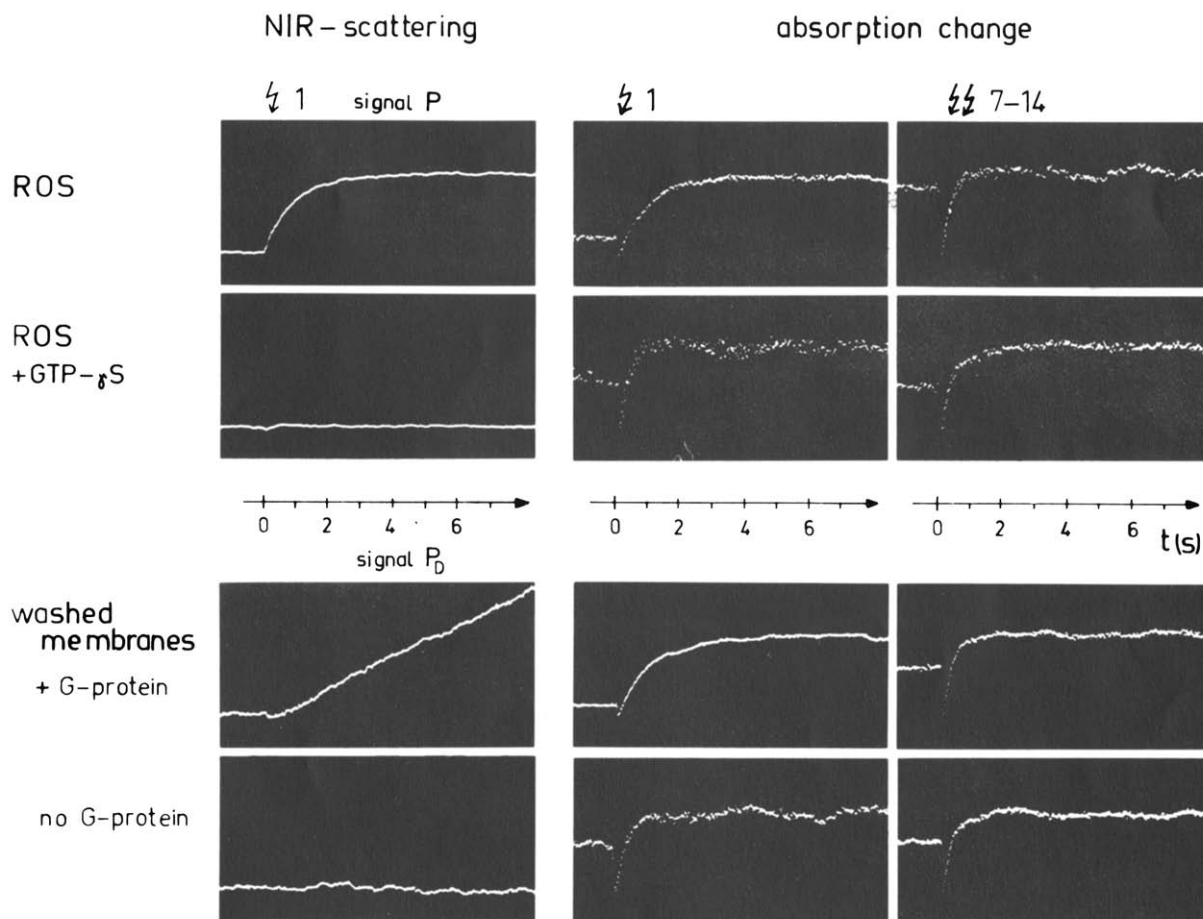 NIR-scattering absorption change
1 signal P 1 7-14
ROS
ROS
+GTP-γS
0 2 4 6 0 2 4 6 0 2 4 6 t(s)
signal P_D
washed
membranes
+ G-protein
no G-protein